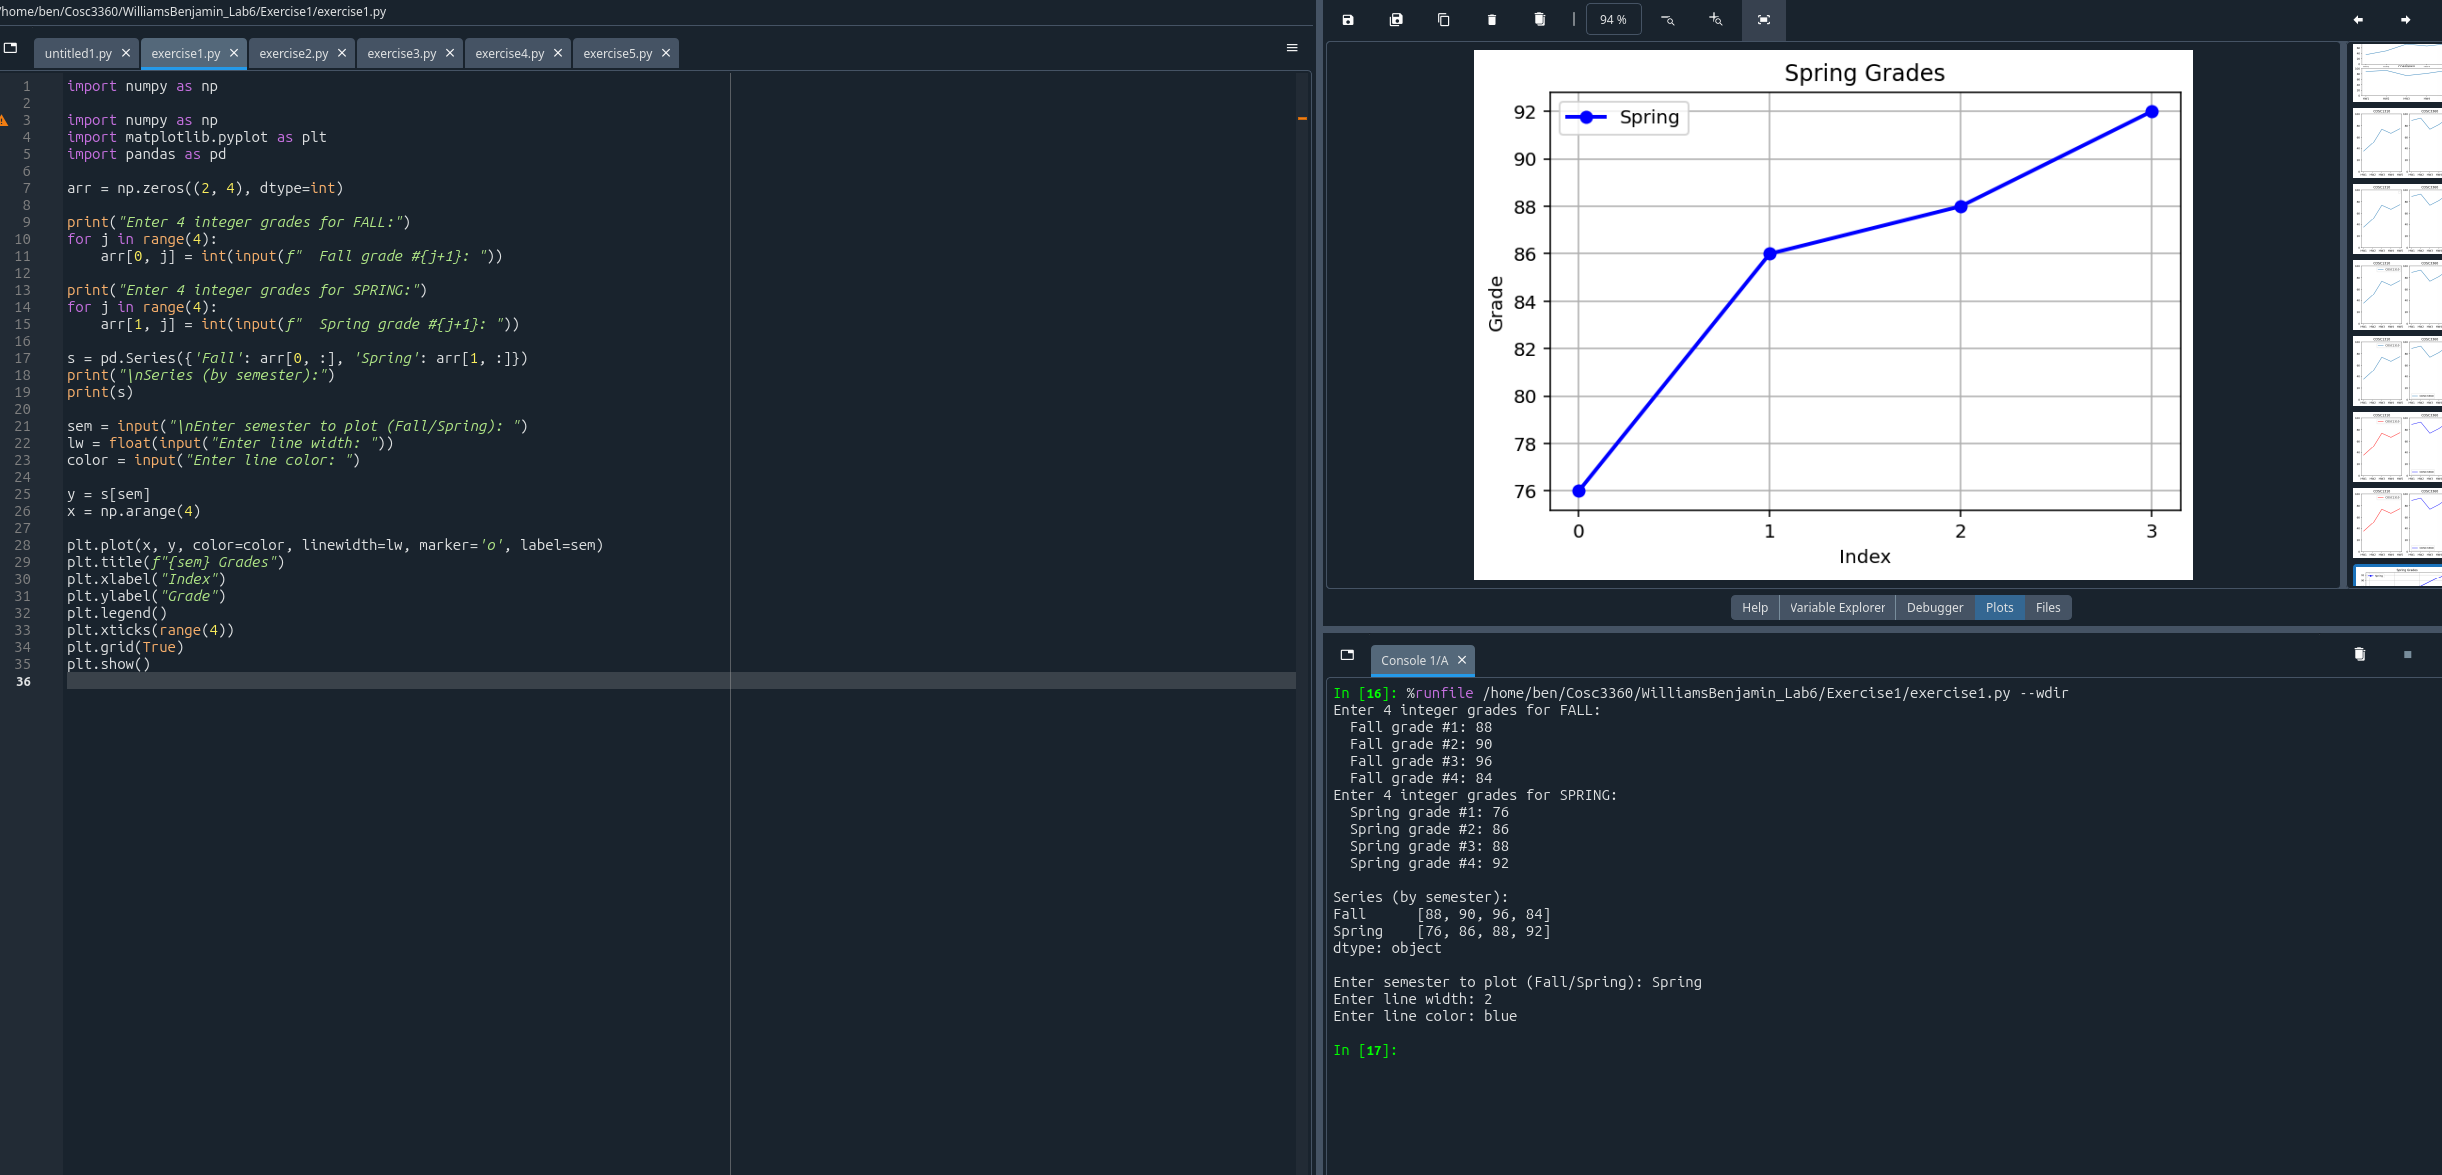 /home/ben/Cosc3360/WilliamsBenjamin_Lab6/Exercise1/exercise1.py
untitled1.py exercise1.py exercise2.py exercise3.py exercise4.py exercise5.py
1 import numpy as np
2
3 import numpy as np
4 import matplotlib.pyplot as plt
5 import pandas as pd
6
7 arr = np.zeros((2, 4), dtype=int)
8
9 print("Enter 4 integer grades for FALL:")
10 for j in range(4):
11     arr[0, j] = int(input(f"  Fall grade #{j+1}: "))
12
13 print("Enter 4 integer grades for SPRING:")
14 for j in range(4):
15     arr[1, j] = int(input(f"  Spring grade #{j+1}: "))
16
17 s = pd.Series({'Fall': arr[0, :], 'Spring': arr[1, :]})
18 print("\nSeries (by semester):")
19 print(s)
20
21 sem = input("\nEnter semester to plot (Fall/Spring): ")
22 lw = float(input("Enter line width: "))
23 color = input("Enter line color: ")
24
25 y = s[sem]
26 x = np.arange(4)
27
28 plt.plot(x, y, color=color, linewidth=lw, marker='o', label=sem)
29 plt.title(f"{sem} Grades")
30 plt.xlabel("Index")
31 plt.ylabel("Grade")
32 plt.legend()
33 plt.xticks(range(4))
34 plt.grid(True)
35 plt.show()
36
94 %
Spring Grades
Spring
92
90
88
86
84
82
80
78
76
Grade
0 1 2 3
Index
Help Variable Explorer Debugger Plots Files
Console 1/A
In [16]: %runfile /home/ben/Cosc3360/WilliamsBenjamin_Lab6/Exercise1/exercise1.py --wdir
Enter 4 integer grades for FALL:
  Fall grade #1: 88
  Fall grade #2: 90
  Fall grade #3: 96
  Fall grade #4: 84
Enter 4 integer grades for SPRING:
  Spring grade #1: 76
  Spring grade #2: 86
  Spring grade #3: 88
  Spring grade #4: 92
Series (by semester):
Fall      [88, 90, 96, 84]
Spring    [76, 86, 88, 92]
dtype: object
Enter semester to plot (Fall/Spring): Spring
Enter line width: 2
Enter line color: blue
In [17]: